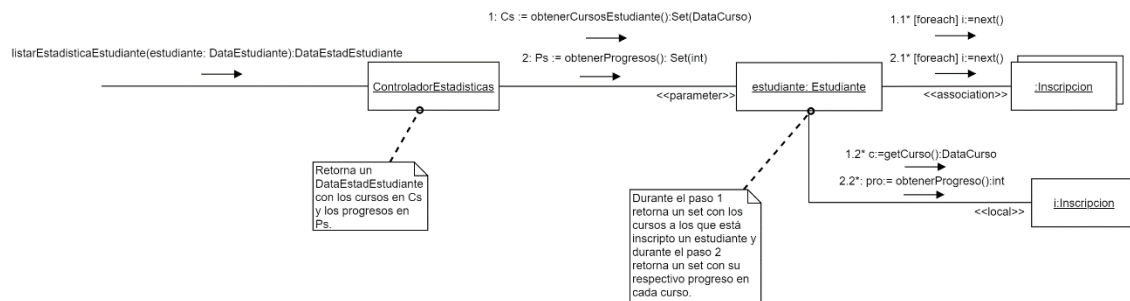 1: Cs := obtenerCursosEstudiante():Set(DataCurso)
1.1* [foreach] i:=next()
listarEstadisticaEstudiante(estudiante: DataEstudiante):DataEstadEstudiante
2: Ps := obtenerProgresos(): Set(int)
2.1* [foreach] i:=next()
ControladorEstadisticas
<<parameter>>
estudiante: Estudiante
<<association>>
:Inscripcion
1.2* c:=getCurso():DataCurso
2.2*: pro:= obtenerProgreso():int
<<local>>
i:Inscripcion
Retorna un
DataEstadEstudiante
con los cursos en Cs
y los progresos en
Ps.
Durante el paso 1
retorna un set con los
cursos a los que está
inscripto un estudiante y
durante el paso 2
retorna un set con su
respectivo progreso en
cada curso.